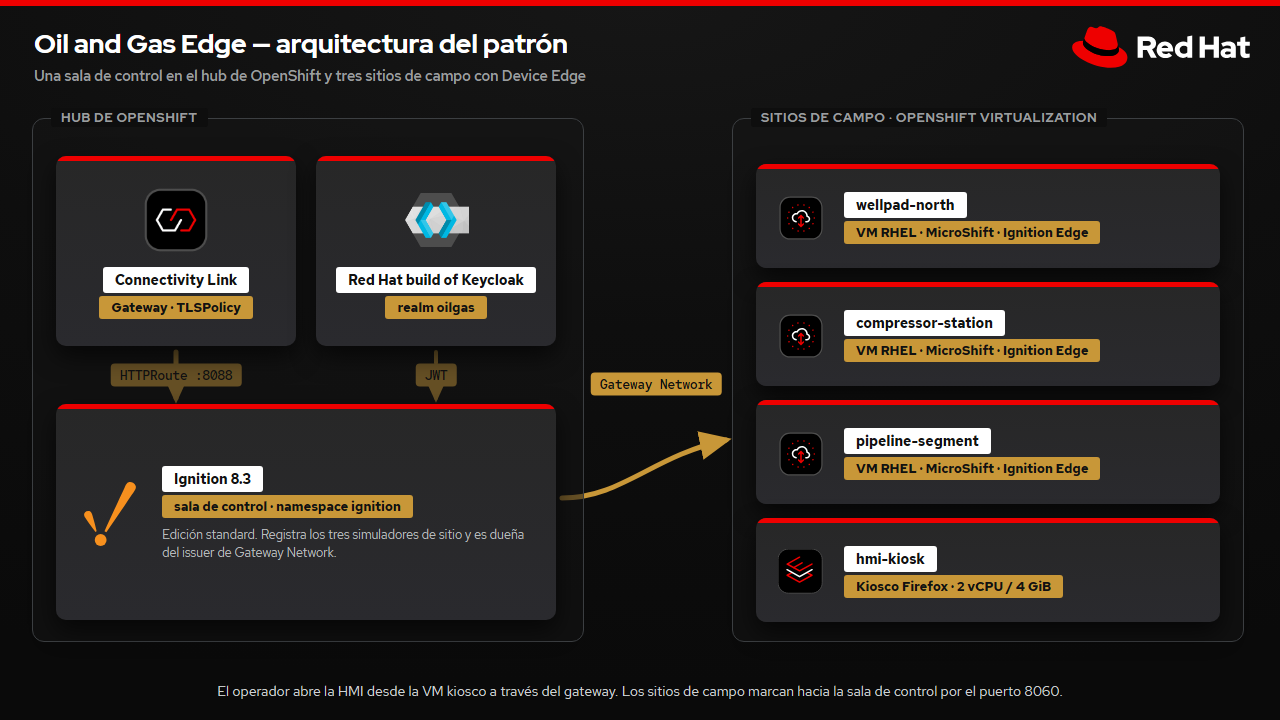 Oil and Gas Edge — arquitectura del patrón
Una sala de control en el hub de OpenShift y tres sitios de campo con Device Edge
Red Hat
HUB DE OPENSHIFT
Connectivity Link
Gateway · TLSPolicy
Red Hat build of Keycloak
realm oilgas
HTTPRoute :8088
JWT
Ignition 8.3
sala de control · namespace ignition
Edición standard. Registra los tres simuladores de sitio y es dueña
del issuer de Gateway Network.
Gateway Network
SITIOS DE CAMPO · OPENSHIFT VIRTUALIZATION
wellpad-north
VM RHEL · MicroShift · Ignition Edge
compressor-station
VM RHEL · MicroShift · Ignition Edge
pipeline-segment
VM RHEL · MicroShift · Ignition Edge
hmi-kiosk
Kiosco Firefox · 2 vCPU / 4 GiB
El operador abre la HMI desde la VM kiosco a través del gateway. Los sitios de campo marcan hacia la sala de control por el puerto 8060.